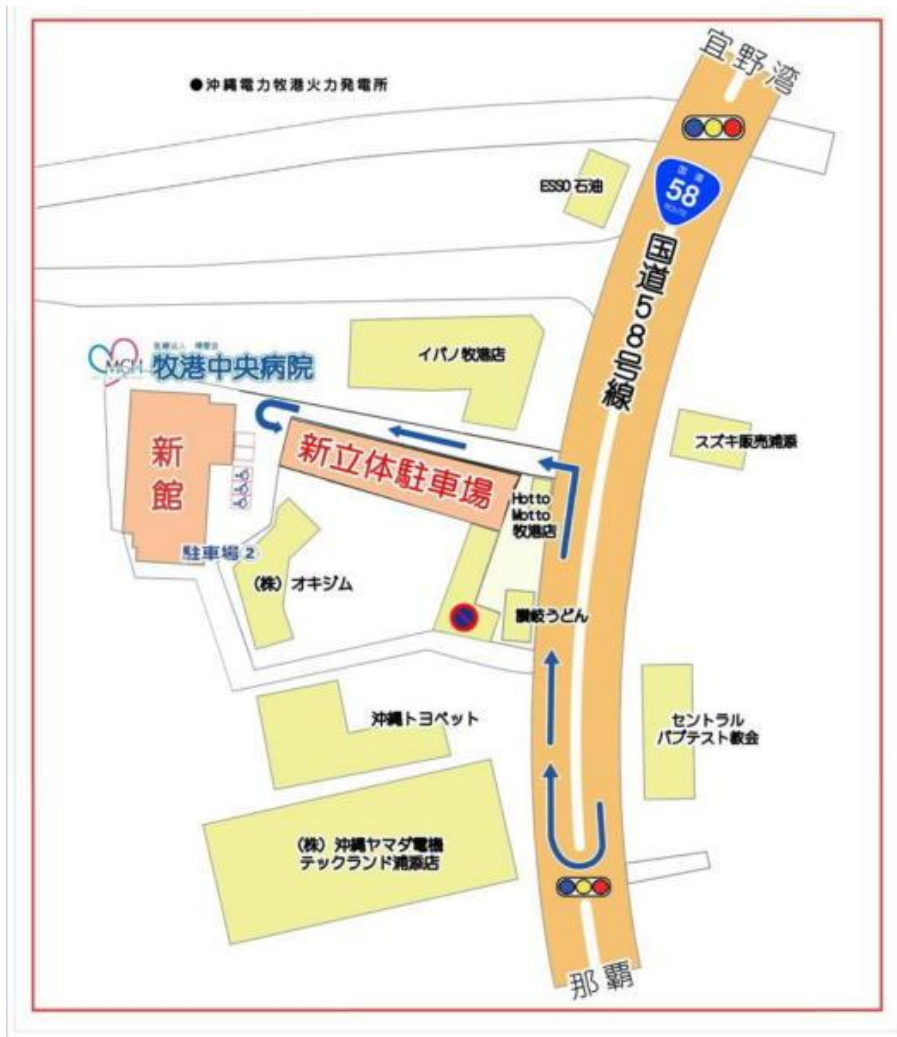 宜野湾
●沖縄電力牧港火力発電所
ESSO 石油
国道
58
ROUTE
国道58号線
イバノ牧港店
MCH
牧港中央病院
スズキ販売浦添
新館
新立体駐車場
Hotto
Motto
牧港店
駐車場②
(株) オキジム
讃岐うどん
沖縄トヨペット
セントラル
バプテスト教会
(株) 沖縄ヤマダ電機
テックランド浦添店
那覇